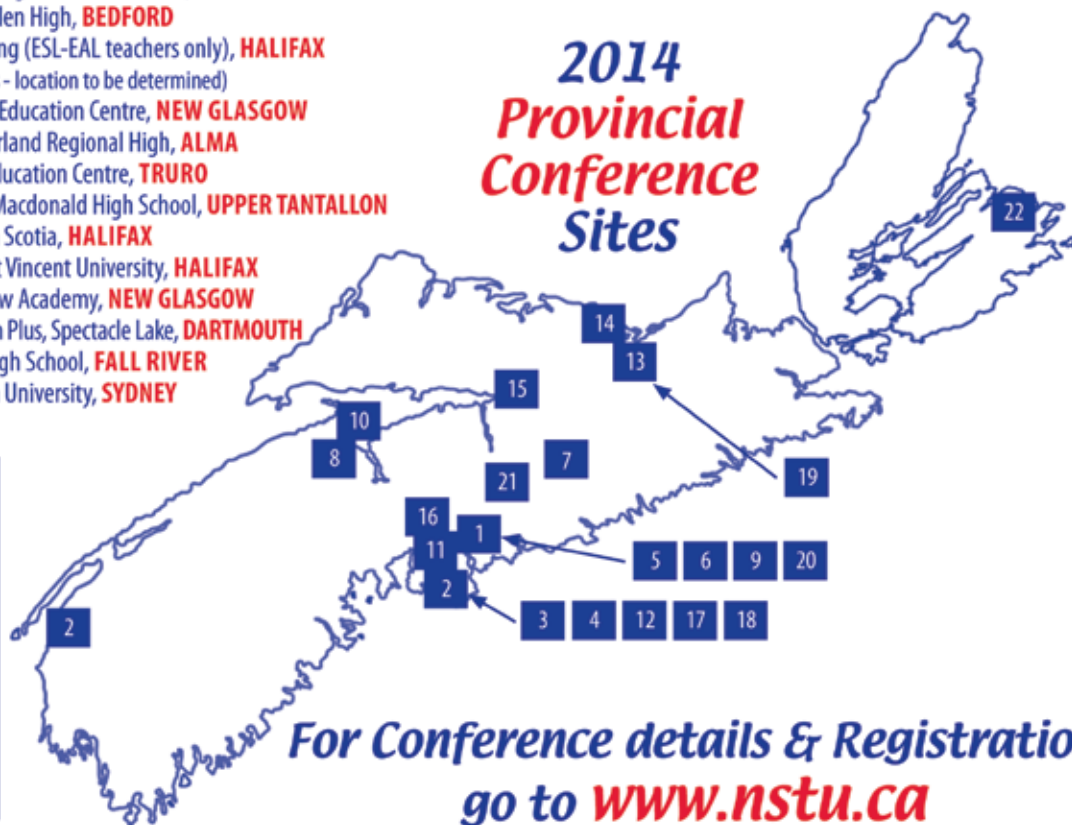 len High, BEDFORD
ng (ESL-EAL teachers only), HALIFAX
- location to be determined)
Education Centre, NEW GLASGOW
rland Regional High, ALMA
ducation Centre, TRURO
Macdonald High School, UPPER TANTALLON
Scotia, HALIFAX
t Vincent University, HALIFAX
w Academy, NEW GLASGOW
n Plus, Spectacle Lake, DARTMOUTH
gh School, FALL RIVER
University, SYDNEY
2014
Provincial
Conference
Sites
22
14
13
15
10
8
7
21
19
16
1
11
5 6 9 20
2
3 4 12 17 18
2
For Conference details & Registratio
go to www.nstu.ca